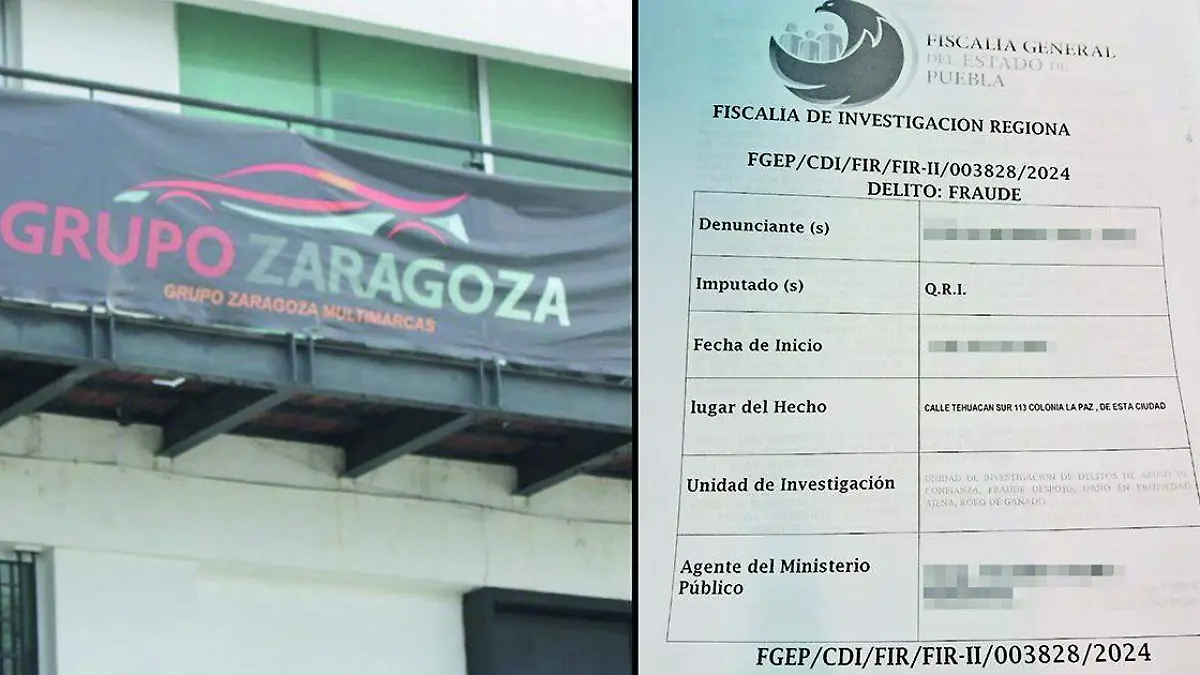 GRUPO ZARAGOZA
GRUPO ZARAGOZA MULTIMARCAS
FISCALÍA GENERAL
DEL ESTADO DE
PUEBLA
FISCALÍA DE INVESTIGACION REGIONA
FGEP/CDI/FIR/FIR-II/003828/2024
DELITO: FRAUDE
Denunciante (s)
Imputado (s)
Q.R.I.
Fecha de Inicio
lugar del Hecho
CALLE TEHUACAN SUR 113 COLONIA LA PAZ , DE ESTA CIUDAD
Unidad de Investigación
UNIDAD DE INVESTIGACION DE DELITOS DE ABUSO DE
CONFIANZA, FRAUDE DESPOJO, DAÑO EN PROPIEDAD
AJENA, ROBO DE GANADO.
Agente del Ministerio
Público
FGEP/CDI/FIR/FIR-II/003828/2024